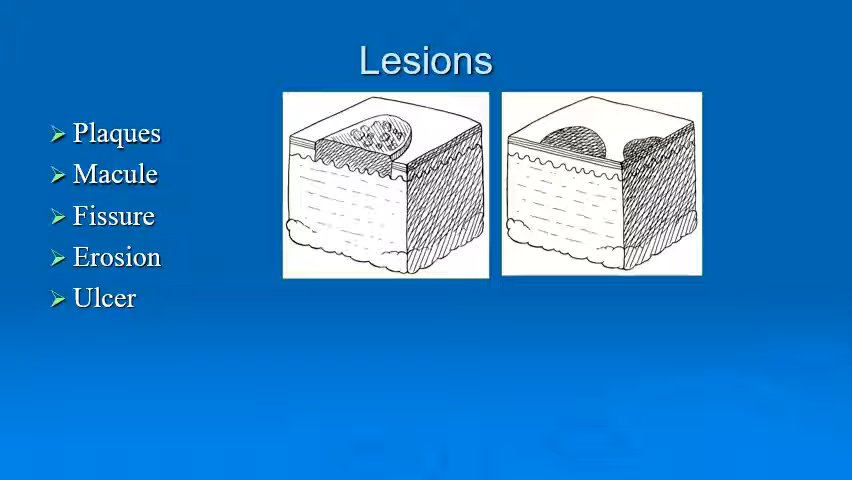 Lesions
Plaques
Macule
Fissure
Erosion
Ulcer